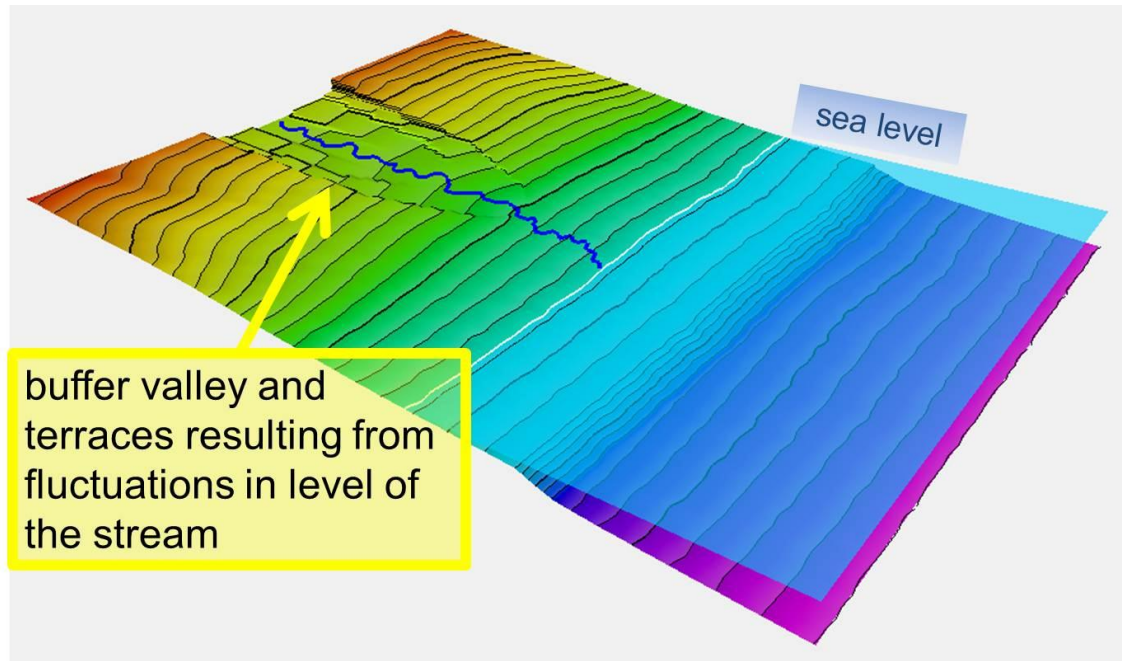 sea level
buffer valley and
terraces resulting from
fluctuations in level of
the stream